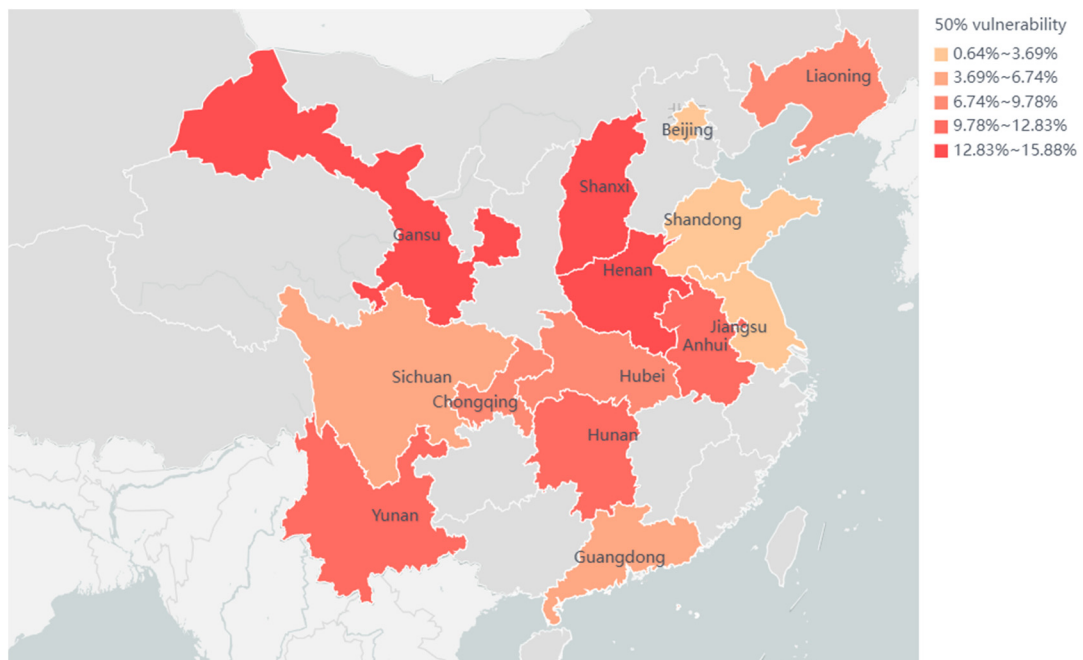 50% vulnerability
0.64%~3.69%
3.69%~6.74%
6.74%~9.78%
9.78%~12.83%
12.83%~15.88%
Liaoning
Beijing
Shanxi
Shandong
Gansu
Henan
Jiangsu
Anhui
Sichuan
Hubei
Chongqing
Hunan
Yunan
Guangdong